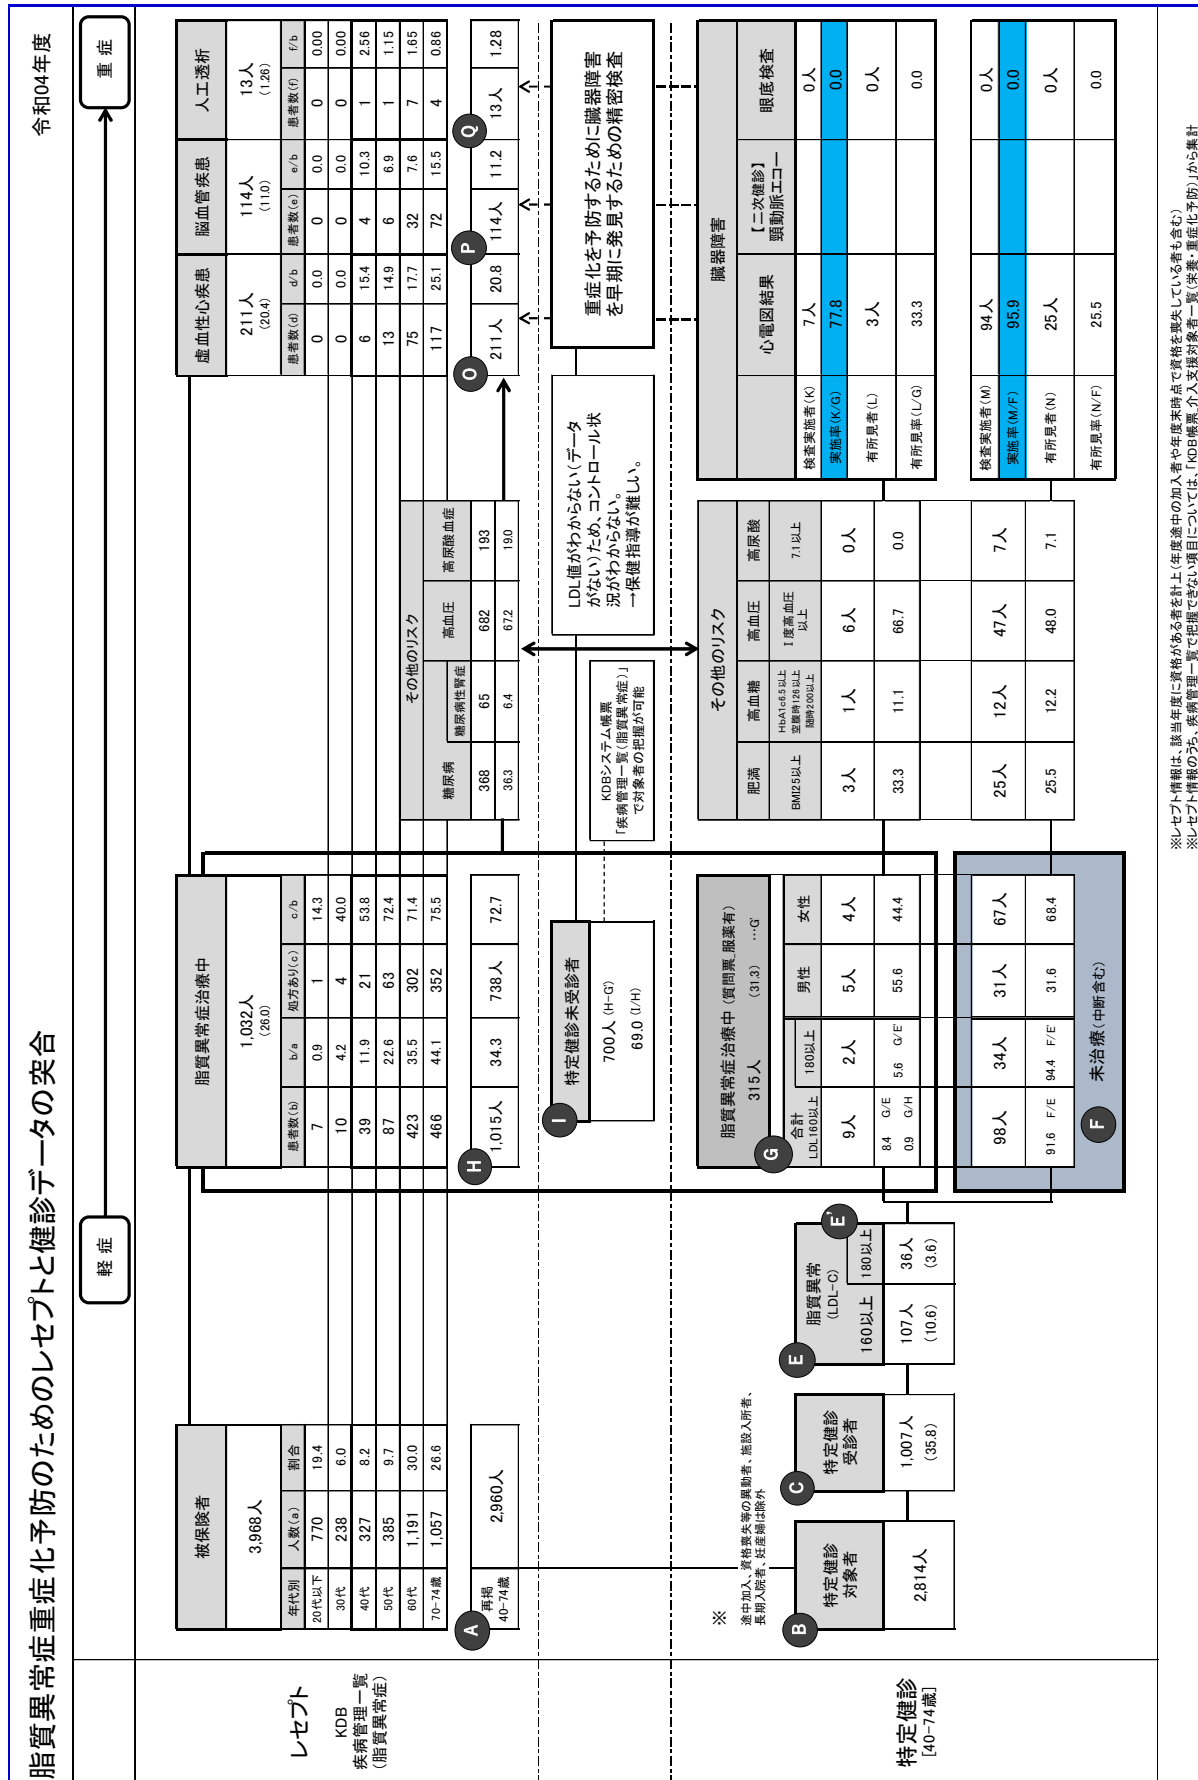 脂質異常症重症化予防のためのレセプトと健診データの突合
令和04年度
軽症
重症
レセプト
KDB
疾病管理一覧
(脂質異常症)
被保険者
3,968人
年代別 人数(a) 割合
20代以下 770 19.4
30代 238 6.0
40代 327 8.2
50代 385 9.7
60代 1,191 30.0
70-74歳 1,057 26.6
A
再掲
40-74歳
2,960人
脂質異常症治療中
1,032人
(26.0)
患者数(b) b/a 処方あり(c) c/b
7 0.9 1 14.3
10 4.2 4 40.0
39 11.9 21 53.8
87 22.6 63 72.4
423 35.5 302 71.4
466 44.1 352 75.5
H
1,015人 34.3 738人 72.7
その他のリスク
糖尿病 糖尿病性腎症 高血圧 高尿酸血症
368 65 682 193
36.3 6.4 67.2 19.0
虚血性心疾患 脳血管疾患 人工透析
211人 114人 13人
(20.4) (11.0) (1.26)
患者数(d) d/b 患者数(e) e/b 患者数(f) f/b
0 0.0 0 0.0 0 0.00
0 0.0 0 0.0 0 0.00
6 15.4 4 10.3 1 2.56
13 14.9 6 6.9 1 1.15
75 17.7 32 7.6 7 1.65
117 25.1 72 15.5 4 0.86
O P Q
211人 20.8 114人 11.2 13人 1.28
I
特定健診未受診者
700人 (H-G')
69.0 (I/H)
KDBシステム帳票
「疾病管理一覧(脂質異常症)」
で対象者の把握が可能
LDL値がわからない(データ
がない)ため、コントロール状
況がわからない。
→保健指導が難しい。
重症化を予防するために臓器障害
を早期に発見するための精密検査
特定健診
[40-74歳]
※
途中加入、資格喪失等の異動者、施設入所者、
長期入院者、妊産婦は除外
B
特定健診
対象者
2,814人
C
特定健診
受診者
1,007人
(35.8)
E
脂質異常
(LDL-C)
E'
160以上 180以上
107人 36人
(10.6) (3.6)
脂質異常症治療中(質問票_服薬有)
315人 (31.3) …G'
G
合計
LDL160以上
180以上 男性 女性
9人 2人 5人 4人
8.4 G/E
0.9 G/H
5.6 G/E' 55.6 44.4
98人 34人 31人 67人
91.6 F/E 94.4 F/E' 31.6 68.4
F
未治療(中断含む)
その他のリスク
肥満 高血糖 高血圧 高尿酸
BMI25以上
HbA1c6.5以上
空腹時126以上
随時200以上
Ⅰ度高血圧
以上
7.1以上
3人 1人 6人 0人
33.3 11.1 66.7 0.0
25人 12人 47人 7人
25.5 12.2 48.0 7.1
臓器障害
心電図結果
【二次健診】
頸動脈エコー
眼底検査
検査実施者(K) 7人 0人
実施率(K/G) 77.8 0.0
有所見者(L) 3人 0人
有所見率(L/G) 33.3 0.0
検査実施者(M) 94人 0人
実施率(M/F) 95.9 0.0
有所見者(N) 25人 0人
有所見率(N/F) 25.5 0.0
※レセプト情報は、該当年度に資格がある者を計上(年度途中の加入者や年度末時点で資格を喪失している者も含む)
※レセプト情報のうち、疾病管理一覧で把握できない項目については、「KDB帳票_介入支援対象者一覧(栄養・重症化予防)」から集計